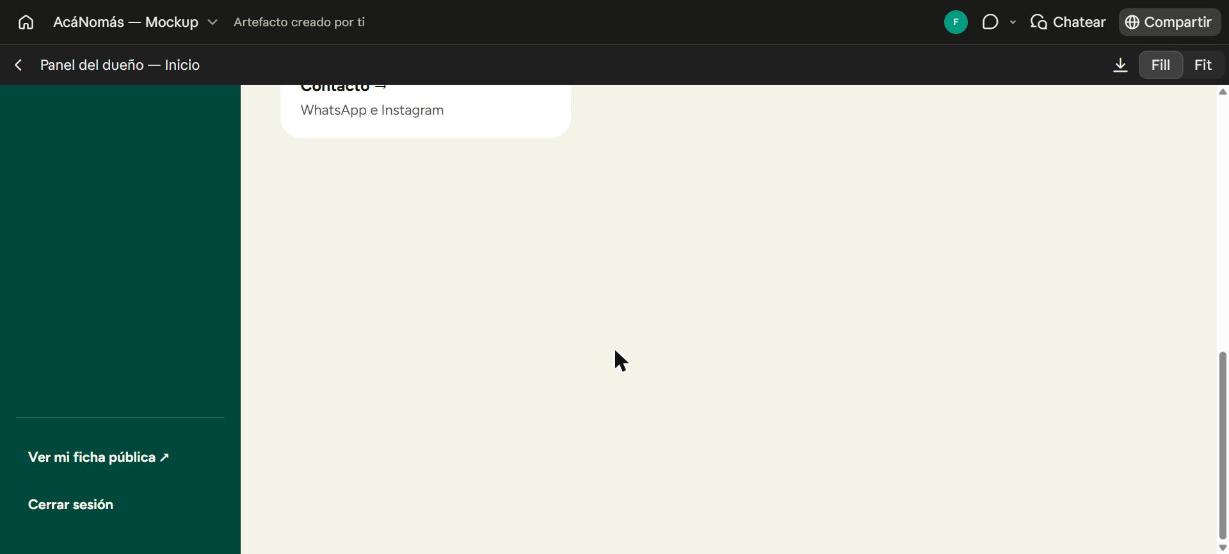 AcáNomás — Mockup
Artefacto creado por ti
F
Chatear
Compartir
Panel del dueño — Inicio
Fill
Fit
Contacto →
WhatsApp e Instagram
Ver mi ficha pública ↗
Cerrar sesión